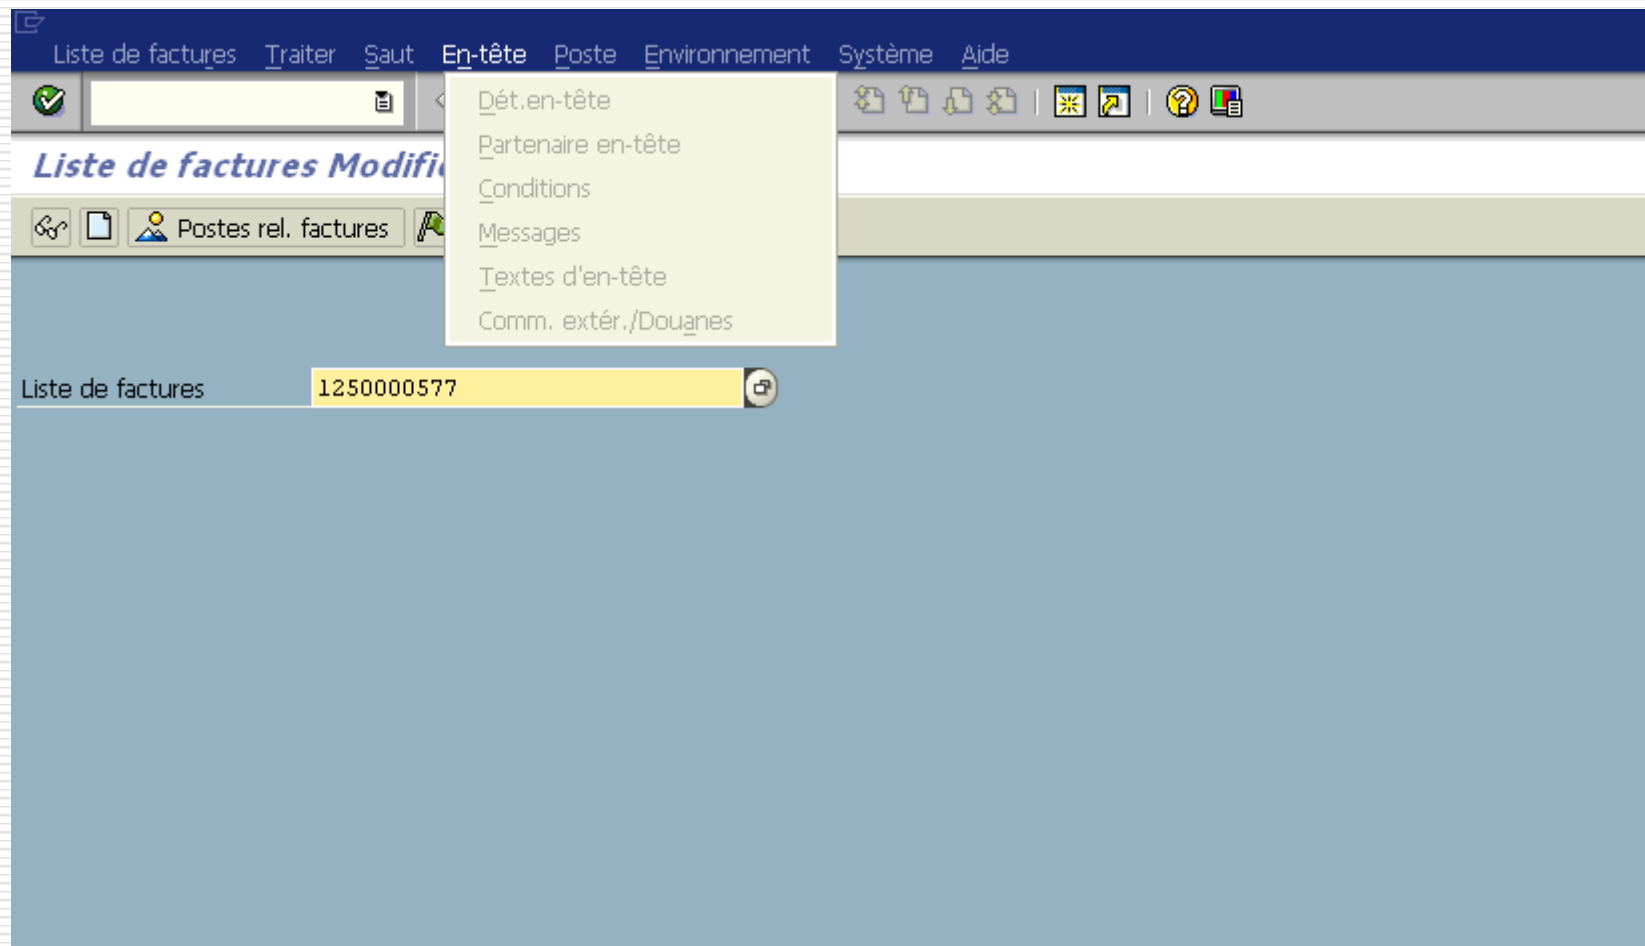 Liste de factures Traiter Saut En-tête Poste Environnement Système Aide
Dét.en-tête
Partenaire en-tête
Liste de factures Modifi
Conditions
Postes rel. factures
Messages
Textes d'en-tête
Comm. extér./Douanes
Liste de factures 1250000577